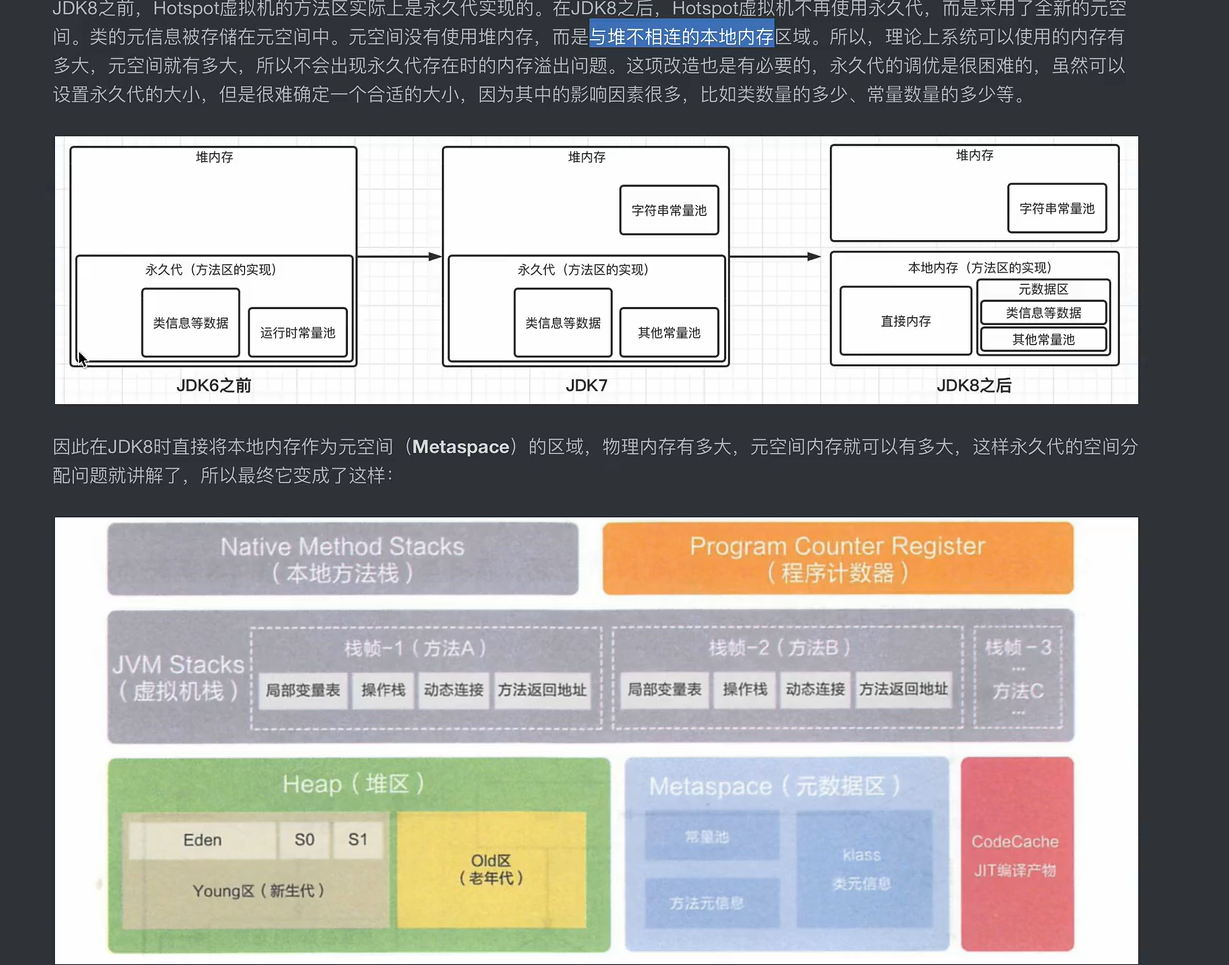 JDK8之前，Hotspot虚拟机的方法区实际上是永久代实现的。在JDK8之后，Hotspot虚拟机不再使用永久代，而是采用了全新的元空
间。类的元信息被存储在元空间中。元空间没有使用堆内存，而是与堆不相连的本地内存区域。所以，理论上系统可以使用的内存有
多大，元空间就有多大，所以不会出现永久代存在时的内存溢出问题。这项改造也是有必要的，永久代的调优是很困难的，虽然可以
设置永久代的大小，但是很难确定一个合适的大小，因为其中的影响因素很多，比如类数量的多少、常量数量的多少等。
堆内存
永久代（方法区的实现）
类信息等数据
运行时常量池
JDK6之前
堆内存
字符串常量池
永久代（方法区的实现）
类信息等数据
其他常量池
JDK7
堆内存
字符串常量池
本地内存（方法区的实现）
直接内存
元数据区
类信息等数据
其他常量池
JDK8之后
因此在JDK8时直接将本地内存作为元空间（Metaspace）的区域，物理内存有多大，元空间内存就可以有多大，这样永久代的空间分
配问题就讲解了，所以最终它变成了这样：
Native Method Stacks
（本地方法栈）
Program Counter Register
（程序计数器）
JVM Stacks
（虚拟机栈）
栈帧-1（方法A）
局部变量表 操作栈 动态连接 方法返回地址
栈帧-2（方法B）
局部变量表 操作栈 动态连接 方法返回地址
栈帧-3
...
方法C
...
Heap（堆区）
Eden S0 S1
Young区（新生代）
Old区
（老年代）
Metaspace（元数据区）
常量池
方法元信息
klass
类元信息
CodeCache
JIT编译产物